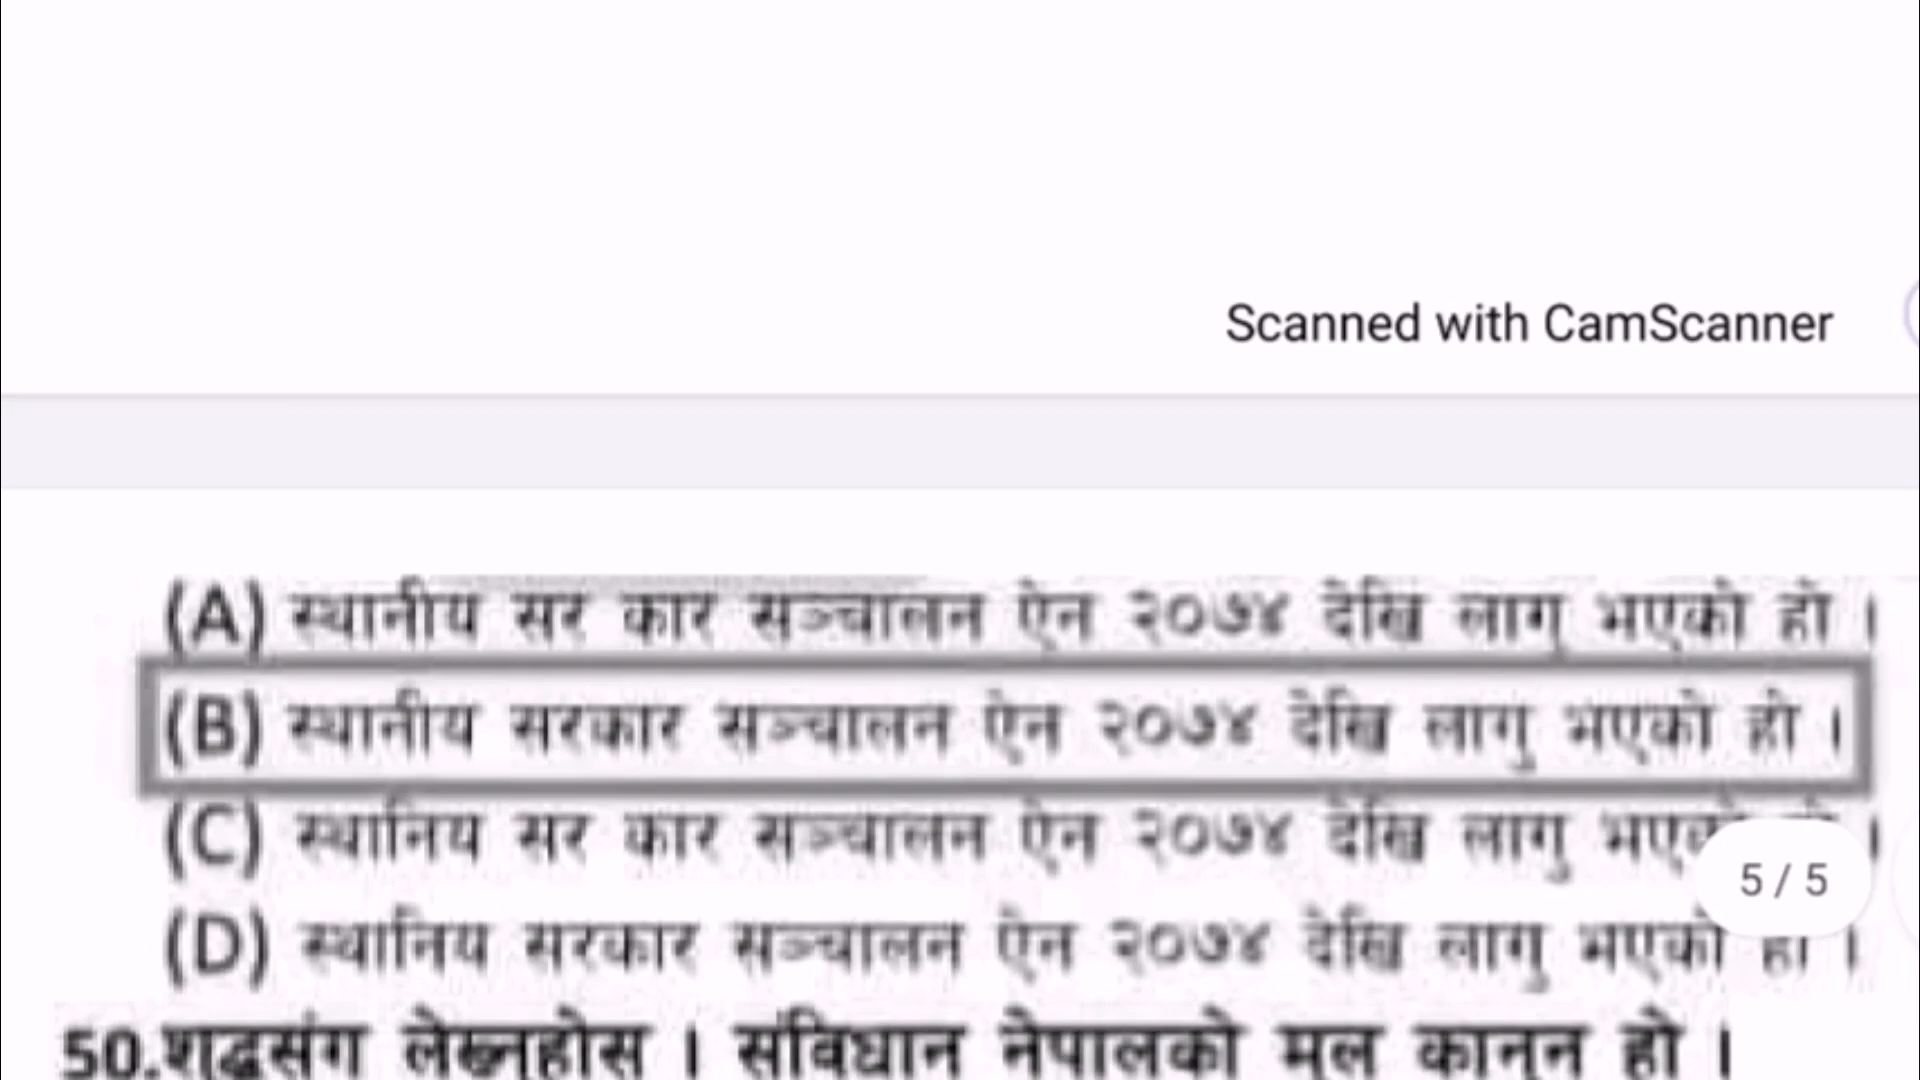 Scanned with CamScanner
(A) स्थानीय सर कार सञ्चालन ऐन २०७४ देखि लागु भएको हो ।
(B) स्थानीय सरकार सञ्चालन ऐन २०७४ देखि लागु भएको हो ।
(C) स्थानिय सर कार सञ्चालन ऐन २०७४ देखि लागु ।
5 / 5
(D) स्थानिय सरकार सञ्चालन ऐन २०७४ देखि लागु भएको हो ।
50.शुद्धसंग लेख्नुहोस । संविधान नेपालको मूल कानून हो ।